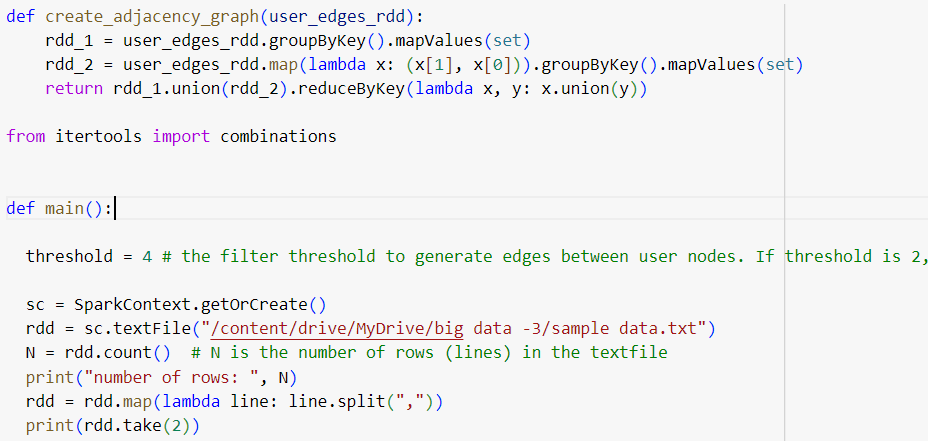 def create_adjacency_graph(user_edges_rdd):
    rdd_1 = user_edges_rdd.groupByKey().mapValues(set)
    rdd_2 = user_edges_rdd.map(lambda x: (x[1], x[0])).groupByKey().mapValues(set)
    return rdd_1.union(rdd_2).reduceByKey(lambda x, y: x.union(y))
from itertools import combinations
def main():
  threshold = 4 # the filter threshold to generate edges between user nodes. If threshold is 2,
  sc = SparkContext.getOrCreate()
  rdd = sc.textFile("/content/drive/MyDrive/big data -3/sample data.txt")
  N = rdd.count()  # N is the number of rows (lines) in the textfile
  print("number of rows: ", N)
  rdd = rdd.map(lambda line: line.split(","))
  print(rdd.take(2))